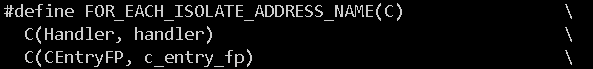 #define FOR_EACH_ISOLATE_ADDRESS_NAME(C) \
C(Handler, handler) \
C(CEntryFP, c_entry_fp) \